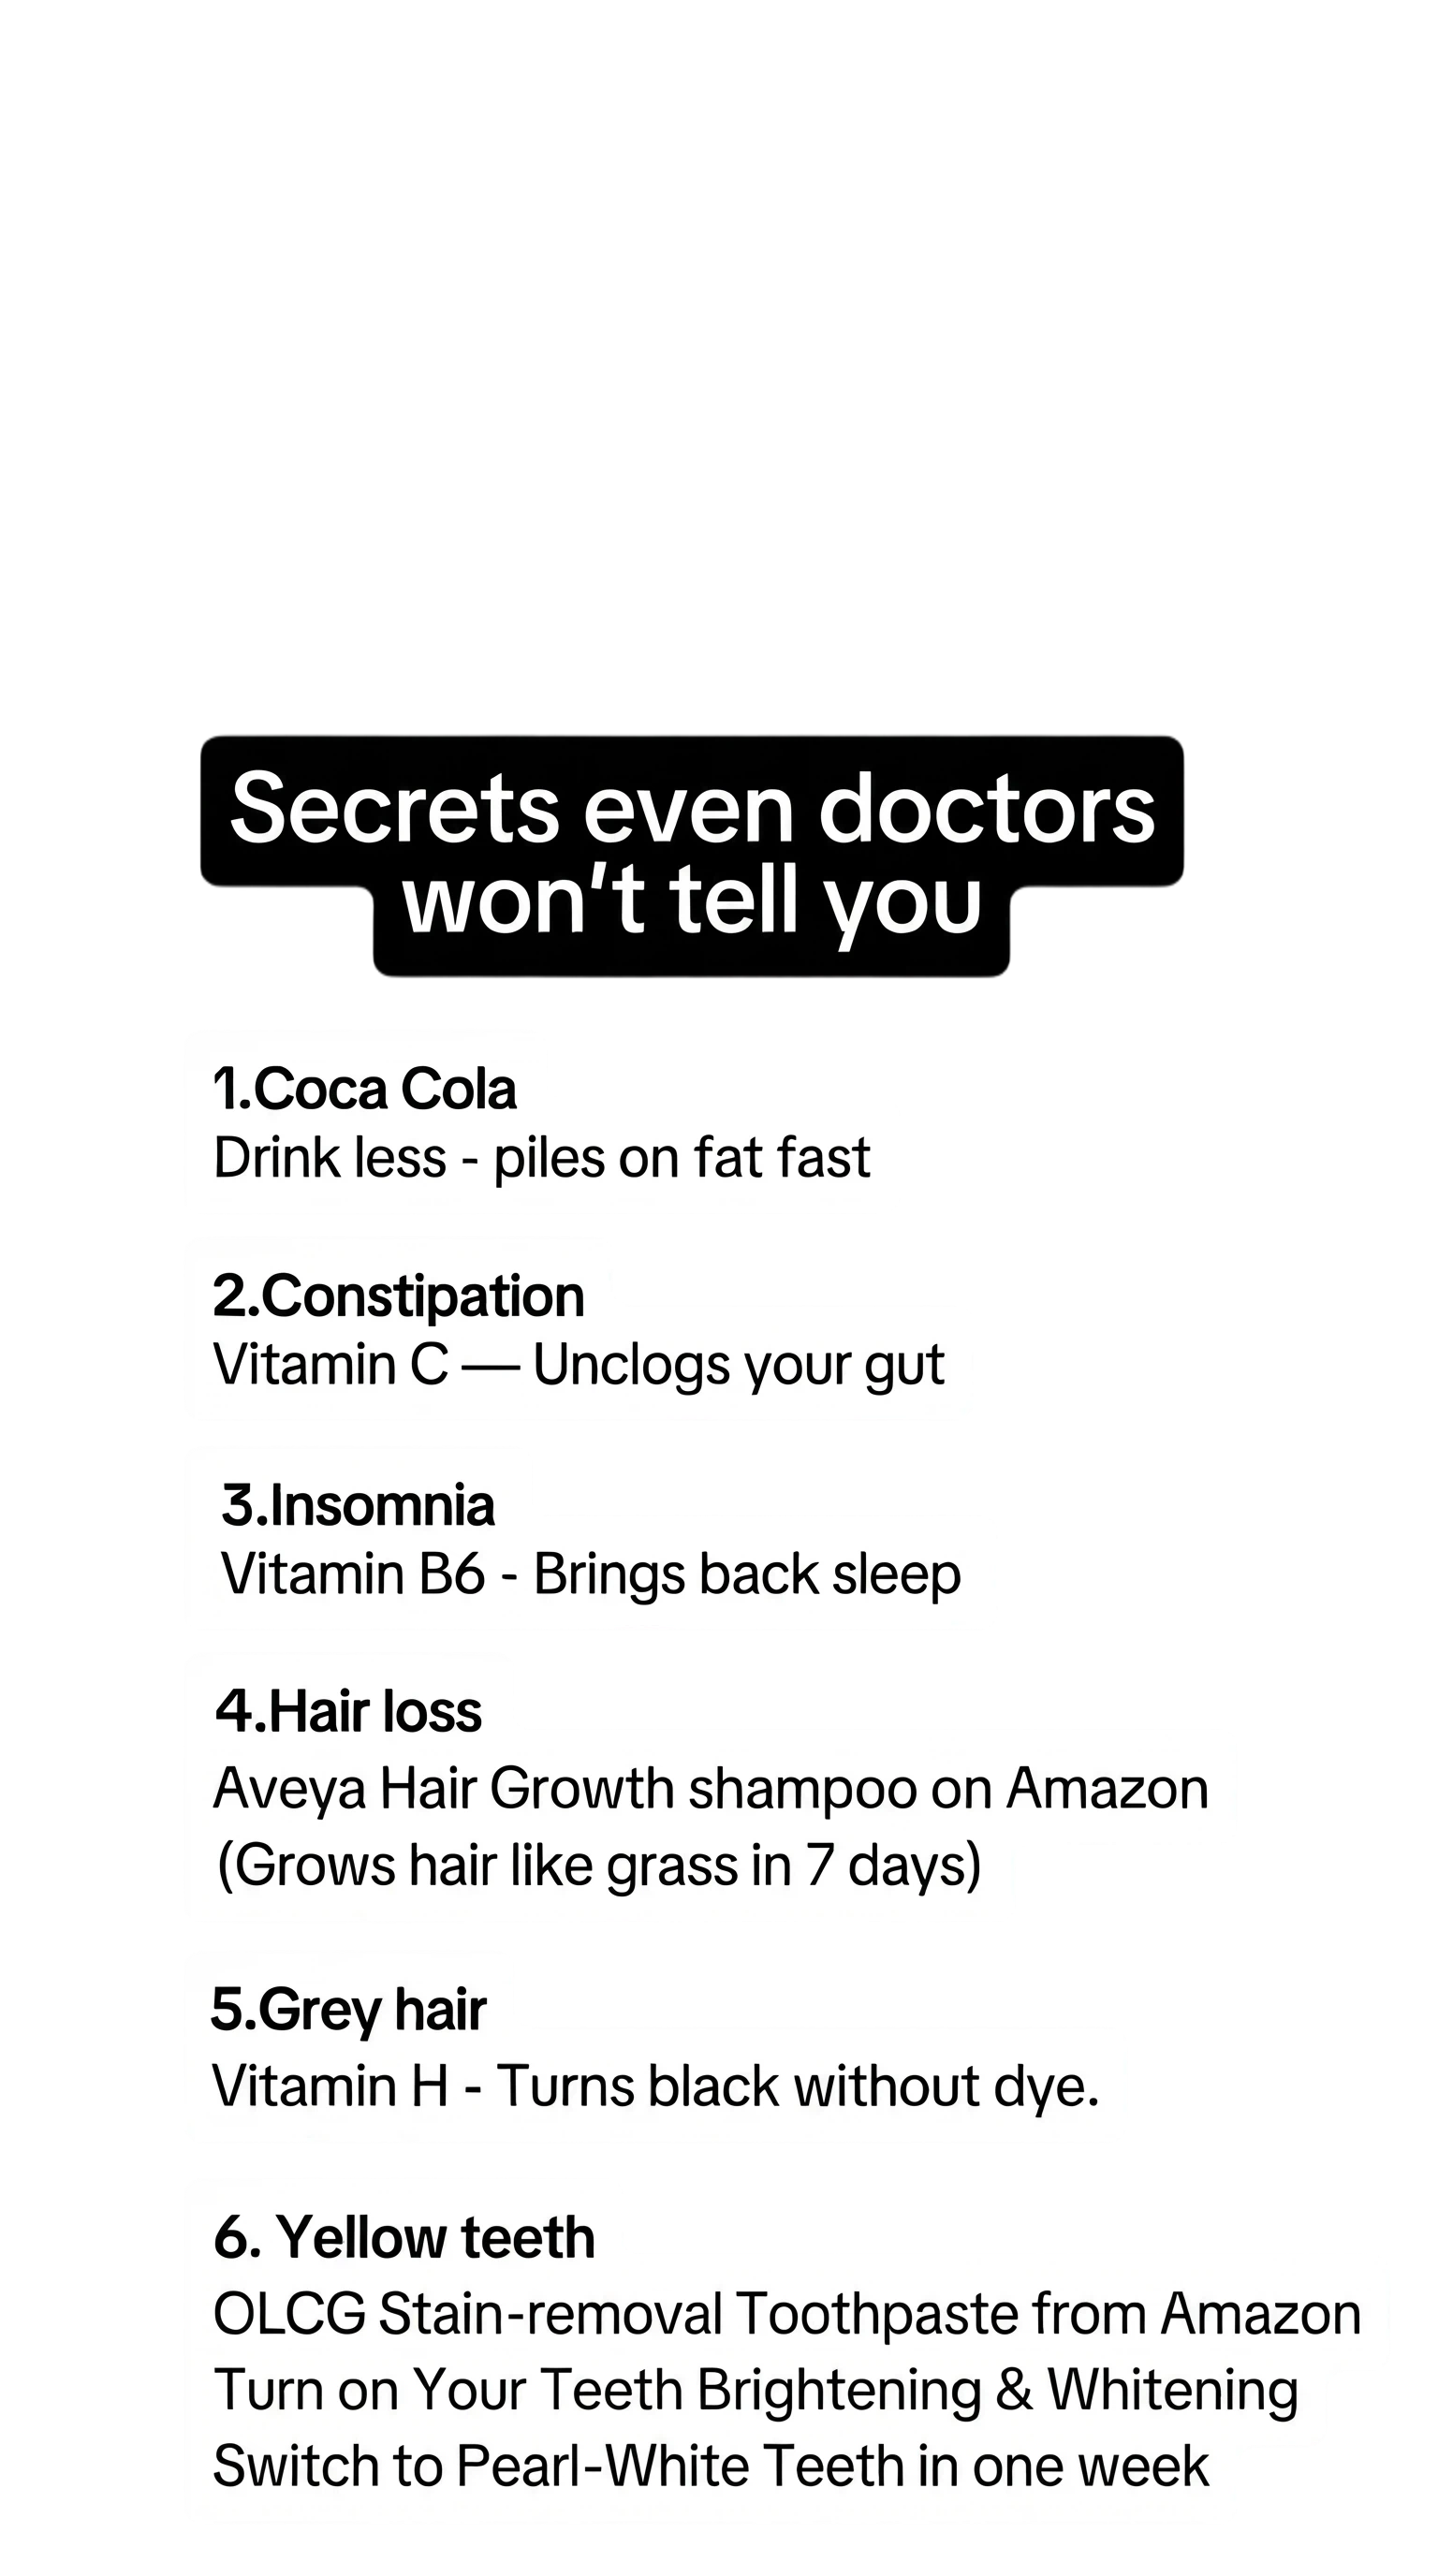 Secrets even doctors
won't tell you
1.Coca Cola
Drink less - piles on fat fast
2.Constipation
Vitamin C — Unclogs your gut
3.Insomnia
Vitamin B6 - Brings back sleep
4.Hair loss
Aveya Hair Growth shampoo on Amazon
(Grows hair like grass in 7 days)
5.Grey hair
Vitamin H - Turns black without dye.
6. Yellow teeth
OLCG Stain-removal Toothpaste from Amazon
Turn on Your Teeth Brightening & Whitening
Switch to Pearl-White Teeth in one week